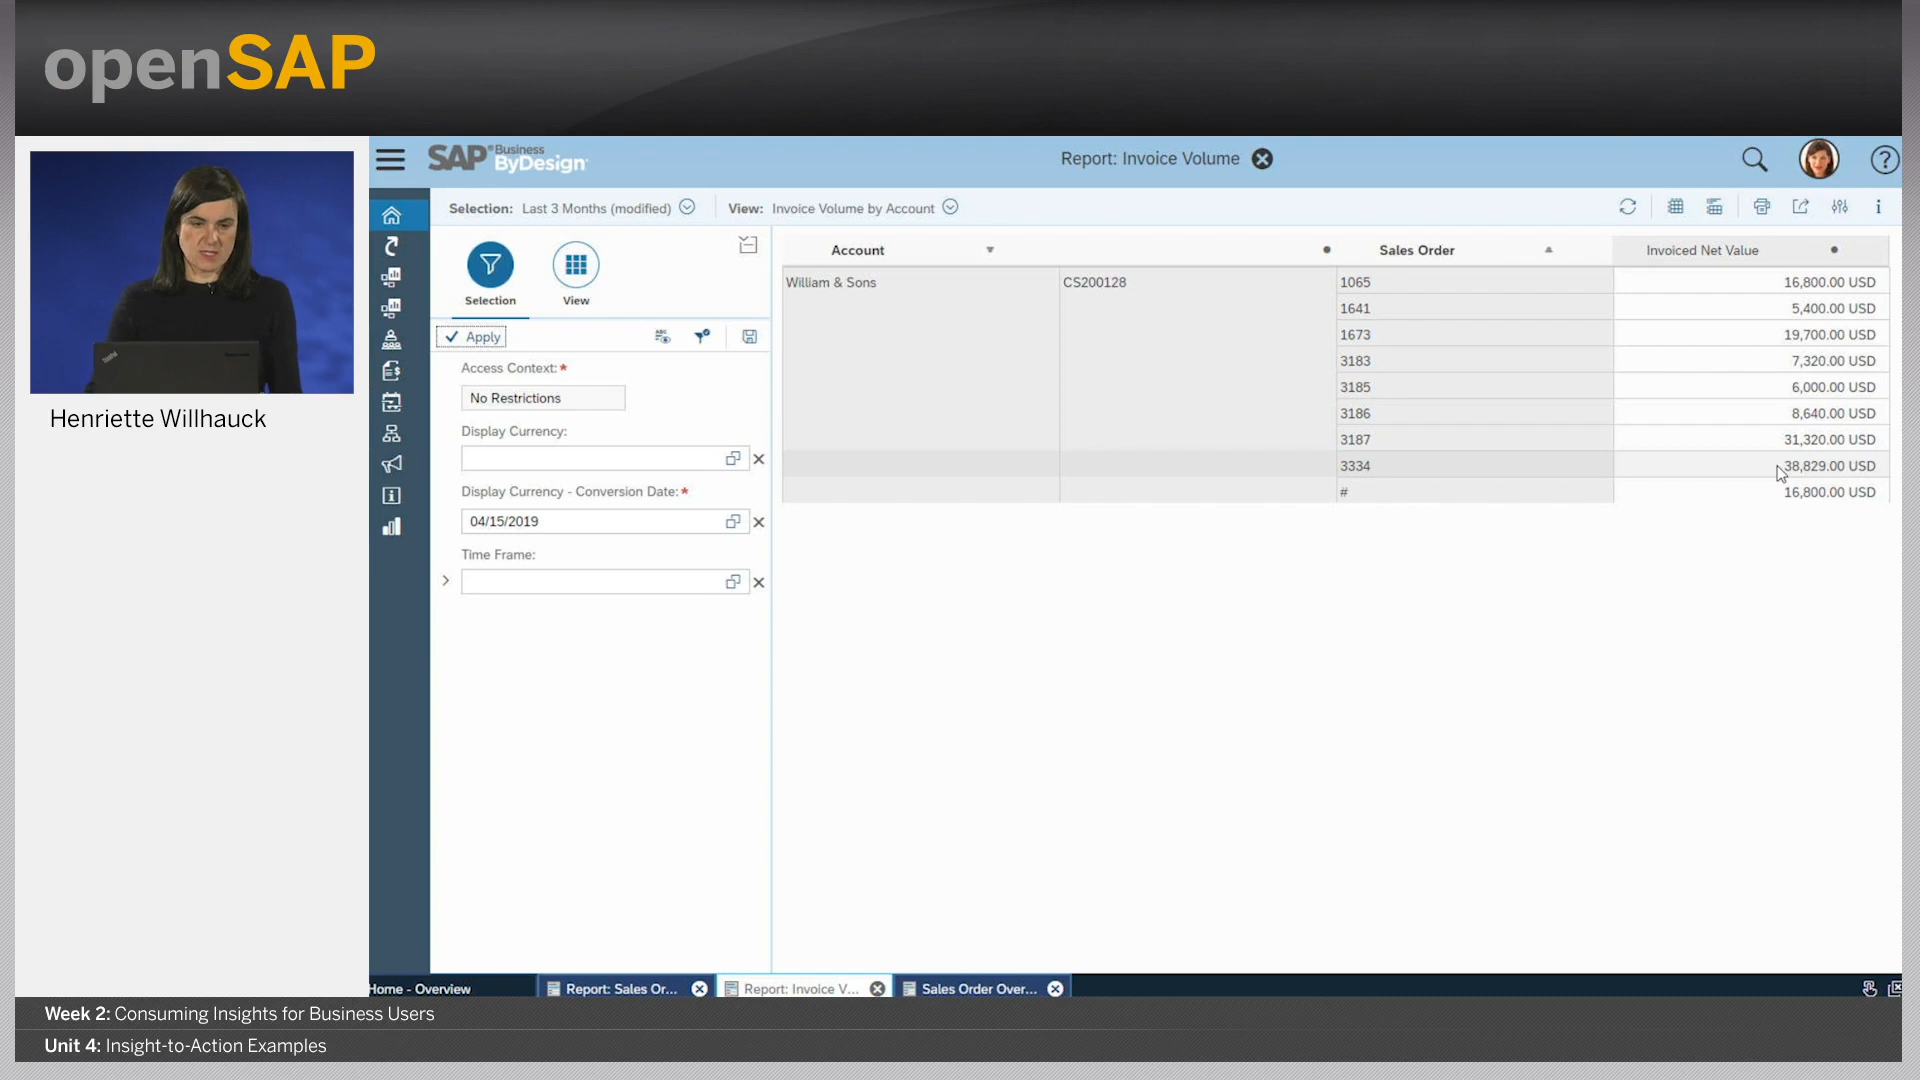 openSAP
SAP Business ByDesign
Report: Invoice Volume
Selection: Last 3 Months (modified)
View: Invoice Volume by Account
Selection
View
Apply
Access Context: *
No Restrictions
Display Currency:
Display Currency - Conversion Date: *
04/15/2019
Time Frame:
Account Sales Order Invoiced Net Value
William & Sons CS200128 1065 16,800.00 USD
1641 5,400.00 USD
1673 19,700.00 USD
3183 7,320.00 USD
3185 6,000.00 USD
3186 8,640.00 USD
3187 31,320.00 USD
3334 38,829.00 USD
# 16,800.00 USD
Henriette Willhauck
Home - Overview
Report: Sales Or...
Report: Invoice V...
Sales Order Over...
Week 2: Consuming Insights for Business Users
Unit 4: Insight-to-Action Examples